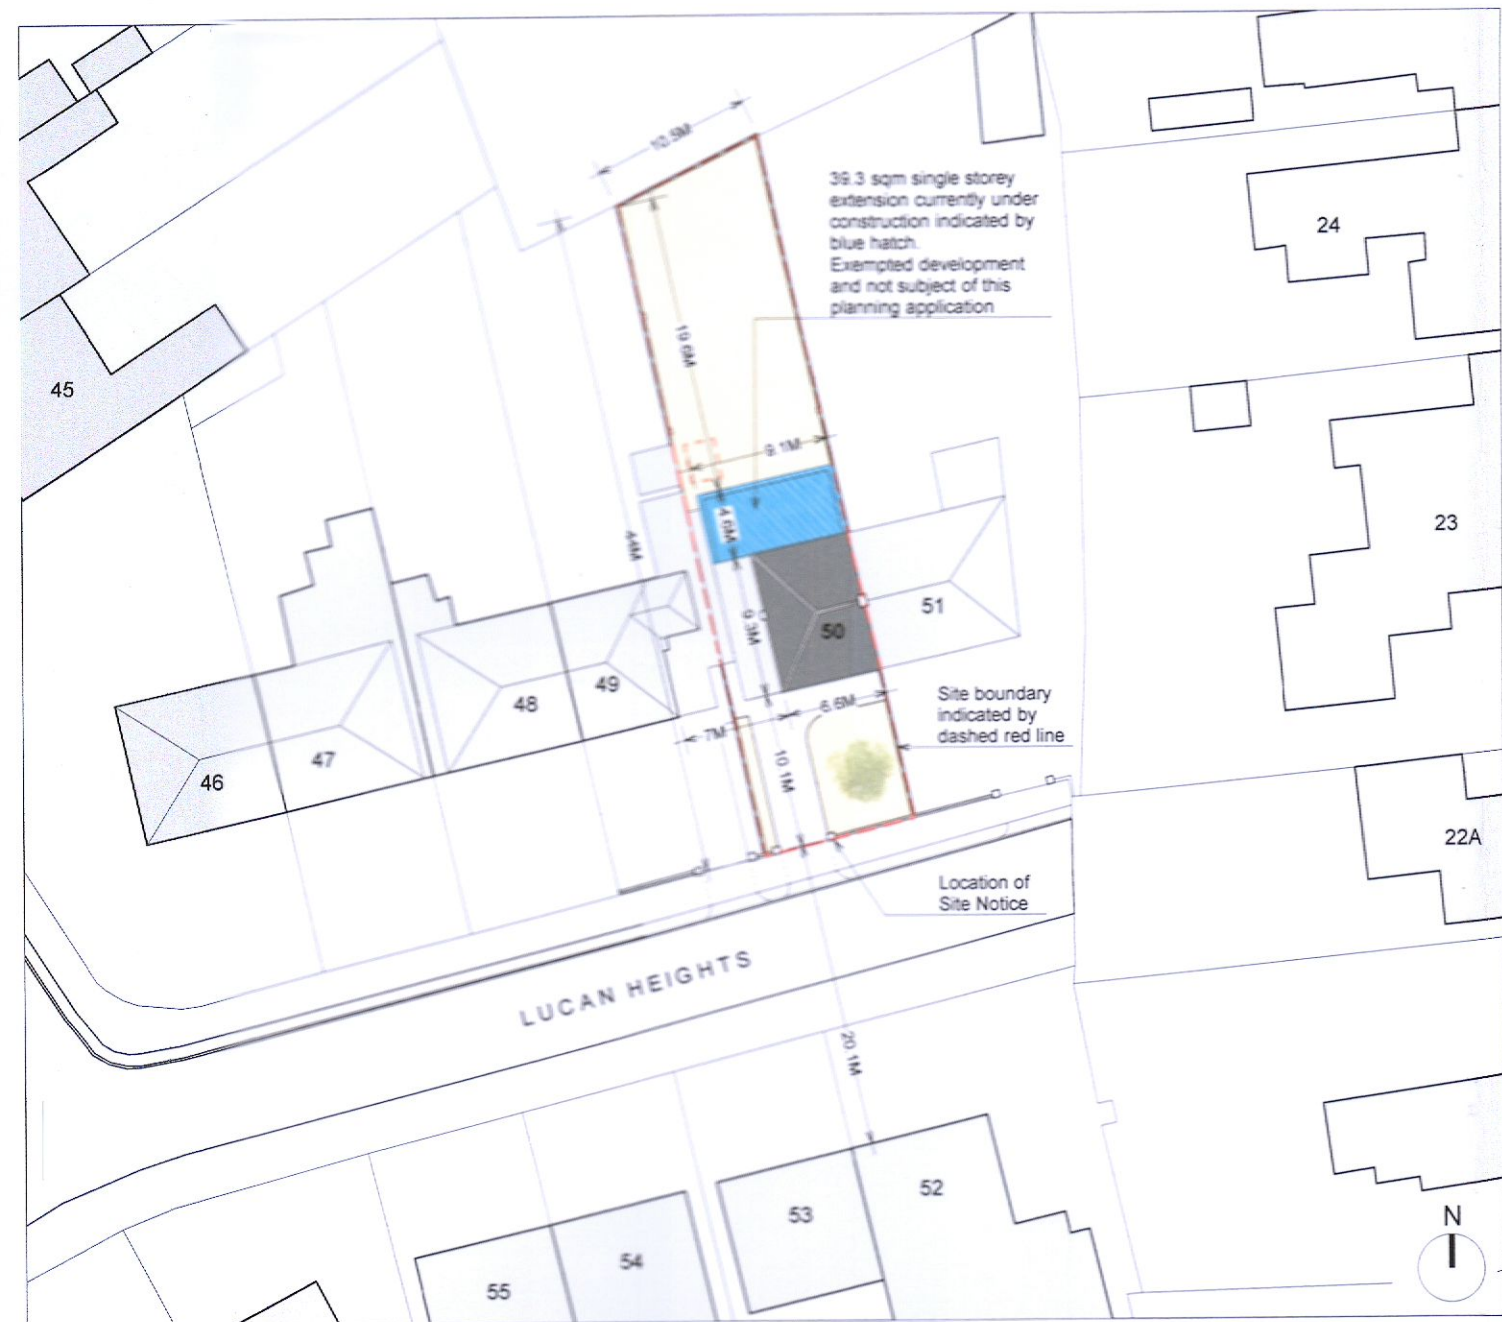 10.5M
39.3 sqm single storey
extension currently under
construction indicated by
blue hatch.
Exempted development
and not subject of this
planning application
24
19.6M
45
9.1M
4.6M
23
44M
9.3M
50
51
49
48
47
46
6.6M
7M
10.1M
Site boundary
indicated by
dashed red line
22A
Location of
Site Notice
LUCAN HEIGHTS
20.1M
52
53
54
55
N